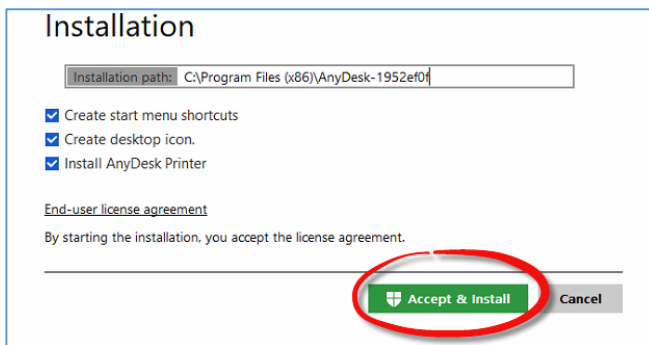 Installation
Installation path: C:\Program Files (x86)\AnyDesk-1952ef0f
Create start menu shortcuts
Create desktop icon.
Install AnyDesk Printer
End-user license agreement
By starting the installation, you accept the license agreement.
Accept & Install Cancel